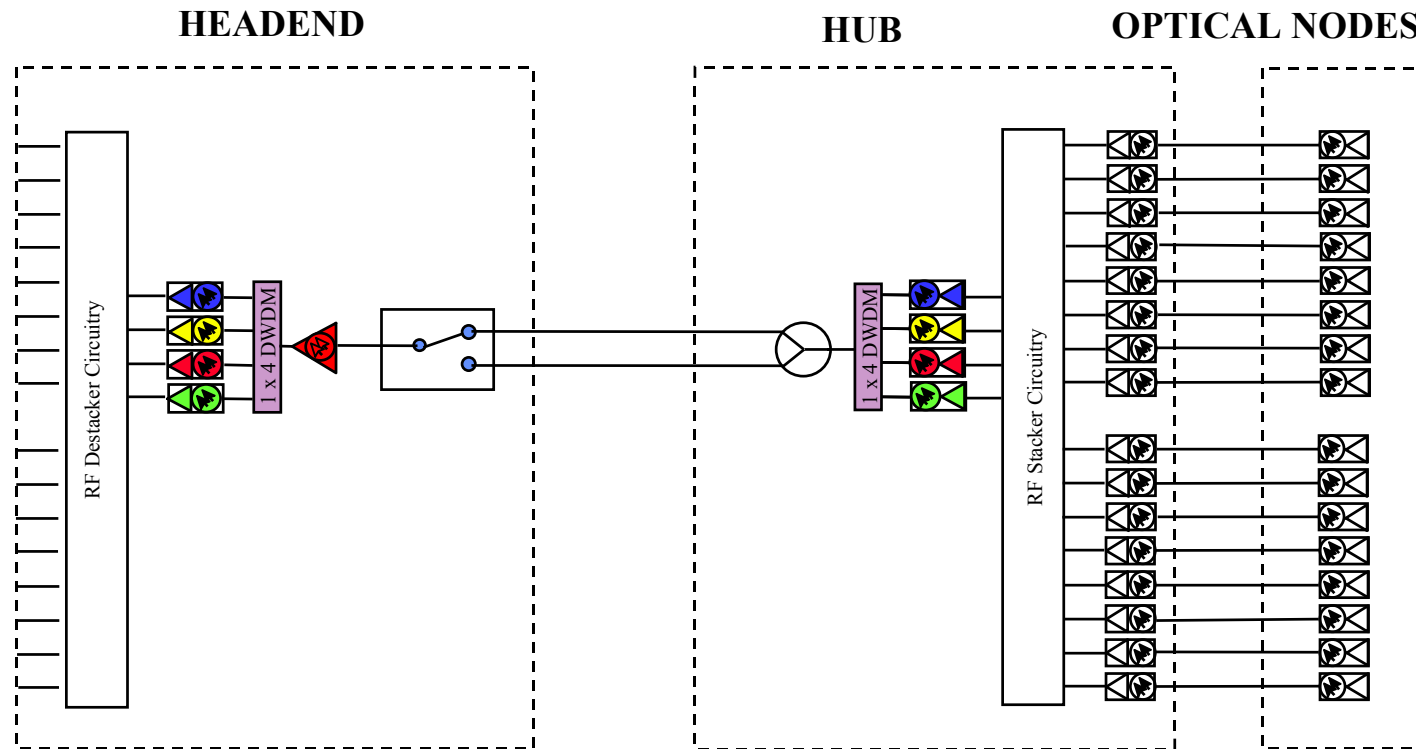 HEADEND
HUB
OPTICAL NODES
RF Destacker Circuitry
1 x 4 DWDM
1 x 4 DWDM
RF Stacker Circuitry